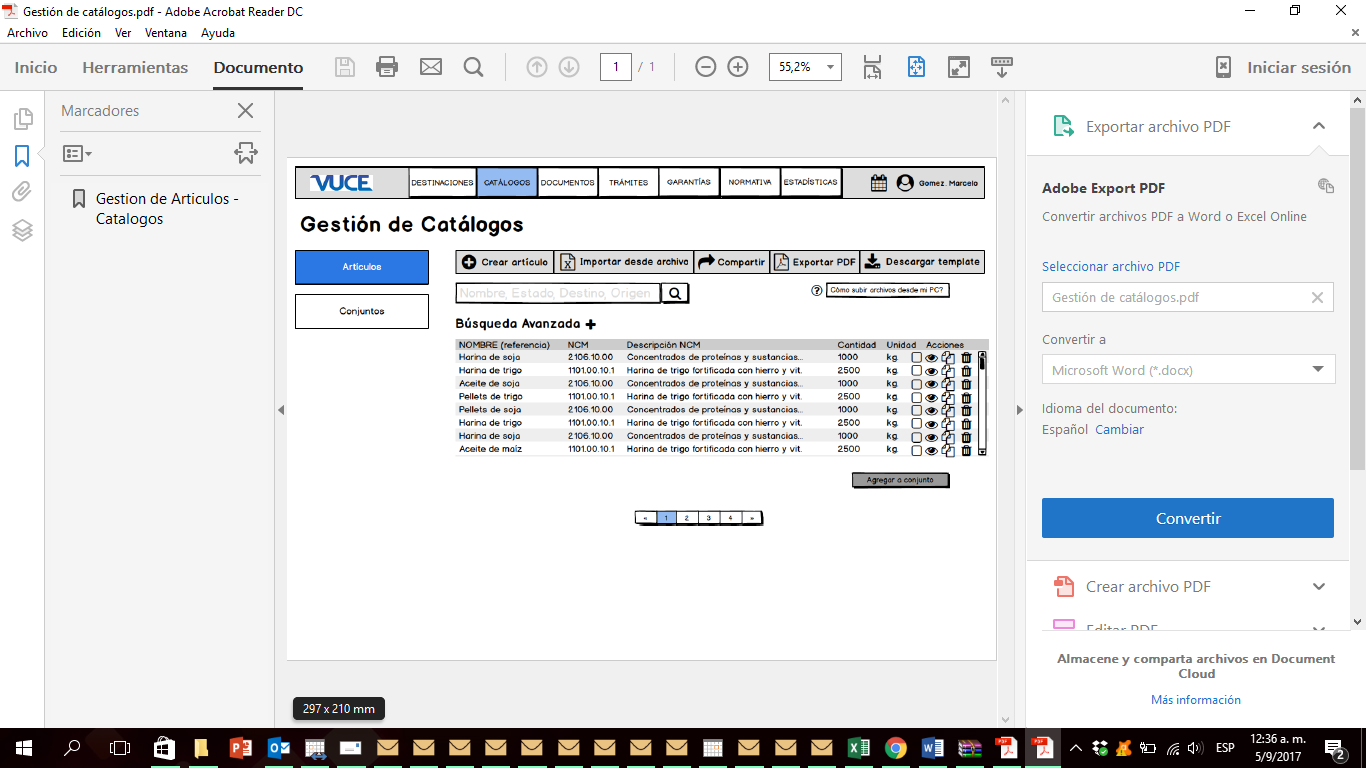 Gestión de catálogos.pdf - Adobe Acrobat Reader DC
Archivo Edición Ver Ventana Ayuda
Inicio Herramientas Documento 1 / 1 55,2% Iniciar sesión
Marcadores
Gestion de Articulos -
Catalogos
VUCE DESTINACIONES CATÁLOGOS DOCUMENTOS TRÁMITES GARANTÍAS NORMATIVA ESTADÍSTICAS Gomez, Marcelo
Gestión de Catálogos
Artículos
Conjuntos
Crear artículo Importar desde archivo Compartir Exportar PDF Descargar template
Nombre, Estado, Destino, Origen ? Cómo subir archivos desde mi PC?
Búsqueda Avanzada +
NOMBRE (referencia) NCM Descripción NCM Cantidad Unidad Acciones
Harina de soja 2106.10.00 Concentrados de proteínas y sustancias... 1000 kg.
Harina de trigo 1101.00.10.1 Harina de trigo fortificada con hierro y vit. 2500 kg.
Aceite de soja 2106.10.00 Concentrados de proteínas y sustancias... 1000 kg.
Pellets de trigo 1101.00.10.1 Harina de trigo fortificada con hierro y vit. 2500 kg.
Pellets de soja 2106.10.00 Concentrados de proteínas y sustancias... 1000 kg.
Harina de trigo 1101.00.10.1 Harina de trigo fortificada con hierro y vit. 2500 kg.
Harina de soja 2106.10.00 Concentrados de proteínas y sustancias... 1000 kg.
Aceite de maíz 1101.00.10.1 Harina de trigo fortificada con hierro y vit. 2500 kg.
Agregar a conjunto
« 1 2 3 4 »
297 x 210 mm
Exportar archivo PDF
Adobe Export PDF
Convertir archivos PDF a Word o Excel Online
Seleccionar archivo PDF
Gestión de catálogos.pdf
Convertir a
Microsoft Word (*.docx)
Idioma del documento:
Español Cambiar
Convertir
Crear archivo PDF
Editar PDF
Almacene y comparta archivos en Document
Cloud
Más información
ESP 12:36 a. m.
5/9/2017 2